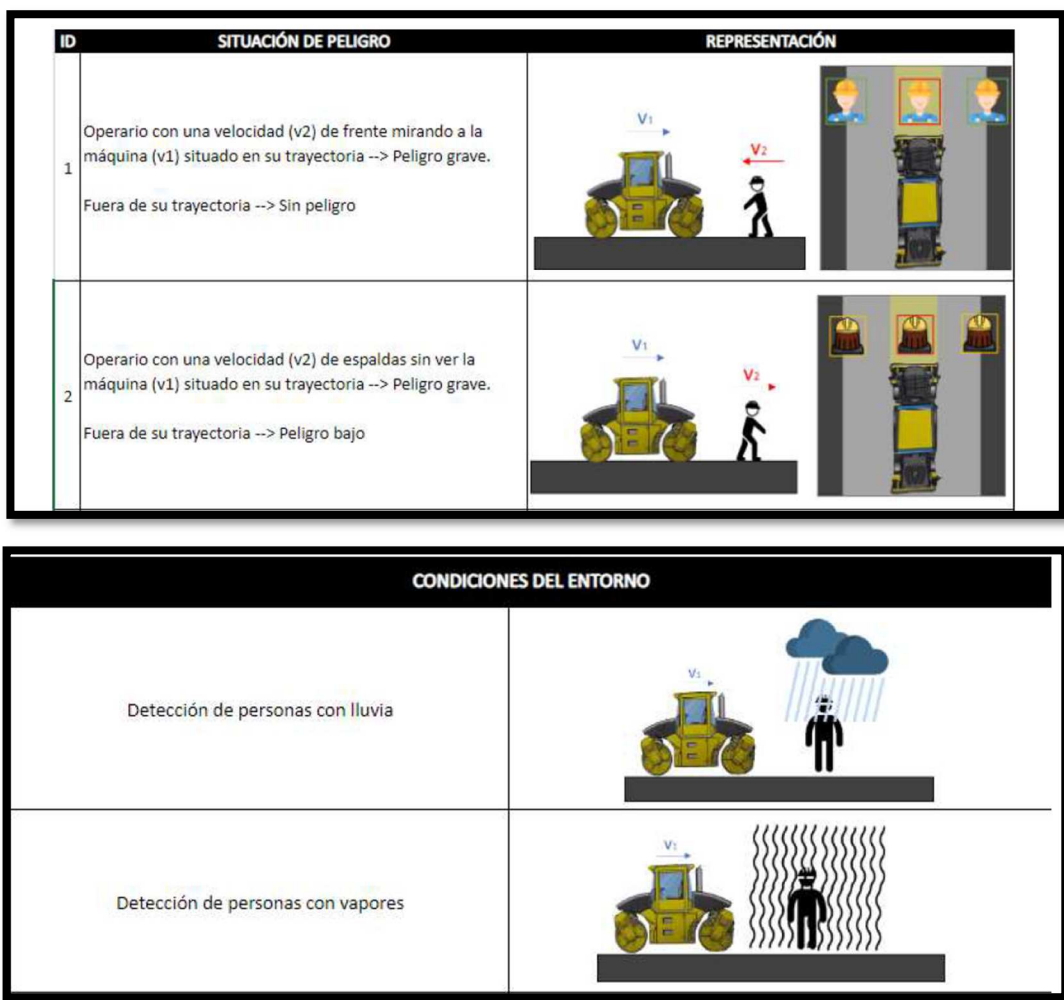 ID
SITUACIÓN DE PELIGRO
REPRESENTACIÓN
1
Operario con una velocidad (v2) de frente mirando a la
máquina (v1) situado en su trayectoria --> Peligro grave.
Fuera de su trayectoria --> Sin peligro
V1
V2
2
Operario con una velocidad (v2) de espaldas sin ver la
máquina (v1) situado en su trayectoria --> Peligro grave.
Fuera de su trayectoria --> Peligro bajo
V1
V2
CONDICIONES DEL ENTORNO
Detección de personas con lluvia
V1
Detección de personas con vapores
V1